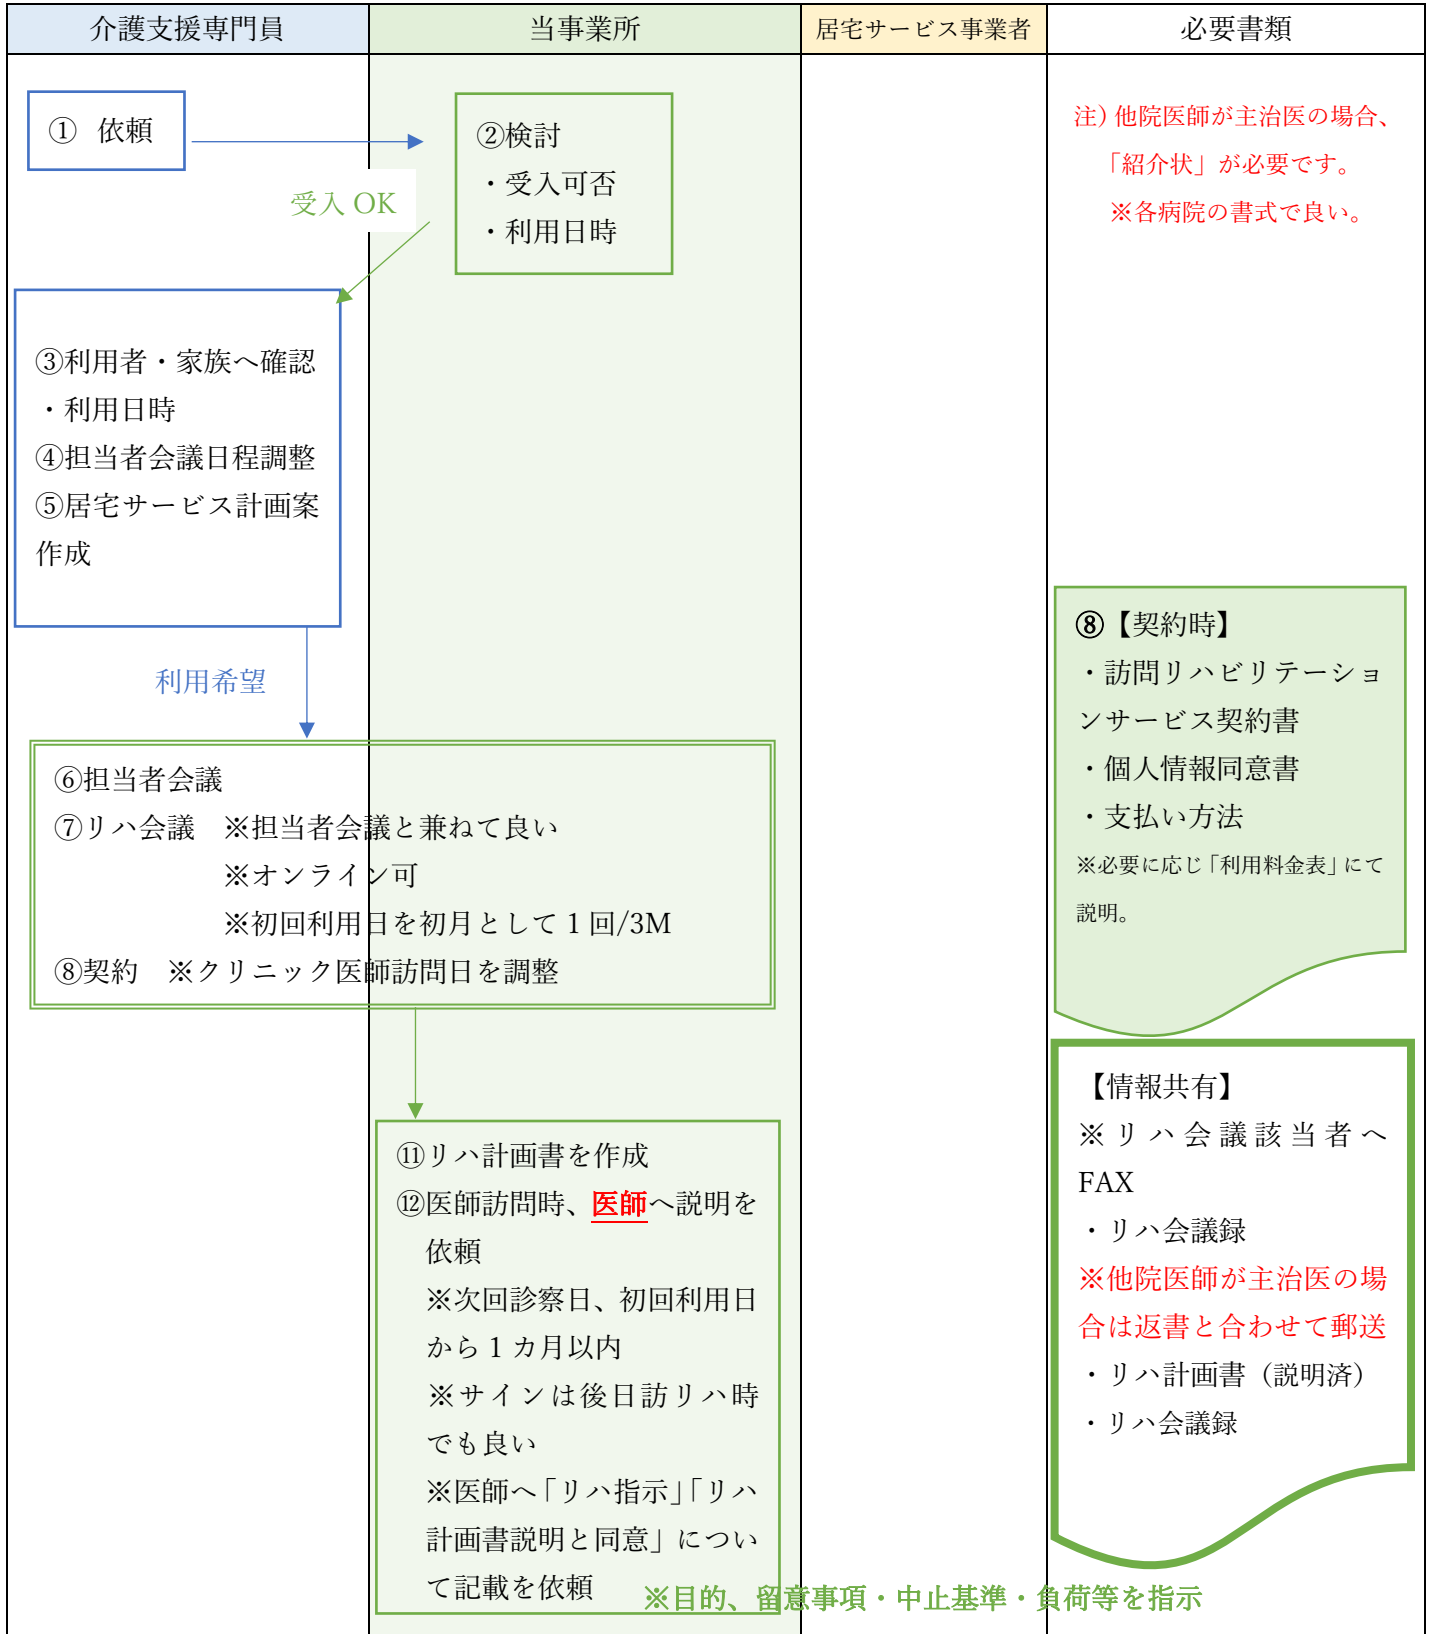 介護支援専門員
当事業所
居宅サービス事業者
必要書類
① 依頼
②検討
・受入可否
・利用日時
受入 OK
注）他院医師が主治医の場合、
「紹介状」が必要です。
※各病院の書式で良い。
③利用者・家族へ確認
・利用日時
④担当者会議日程調整
⑤居宅サービス計画案
作成
利用希望
⑥担当者会議
⑦リハ会議　※担当者会議と兼ねて良い
※オンライン可
※初回利用日を初月として 1 回/3M
⑧契約　※クリニック医師訪問日を調整
⑧【契約時】
・訪問リハビリテーショ
ンサービス契約書
・個人情報同意書
・支払い方法
※必要に応じ「利用料金表」にて
説明。
⑪リハ計画書を作成
⑫医師訪問時、医師へ説明を
依頼
※次回診察日、初回利用日
から 1 カ月以内
※サインは後日訪リハ時
でも良い
※医師へ「リハ指示」「リハ
計画書説明と同意」につい
て記載を依頼
※目的、留意事項・中止基準・負荷等を指示
【情報共有】
※リハ会議該当者へ
FAX
・リハ会議録
※他院医師が主治医の場
合は返書と合わせて郵送
・リハ計画書（説明済）
・リハ会議録